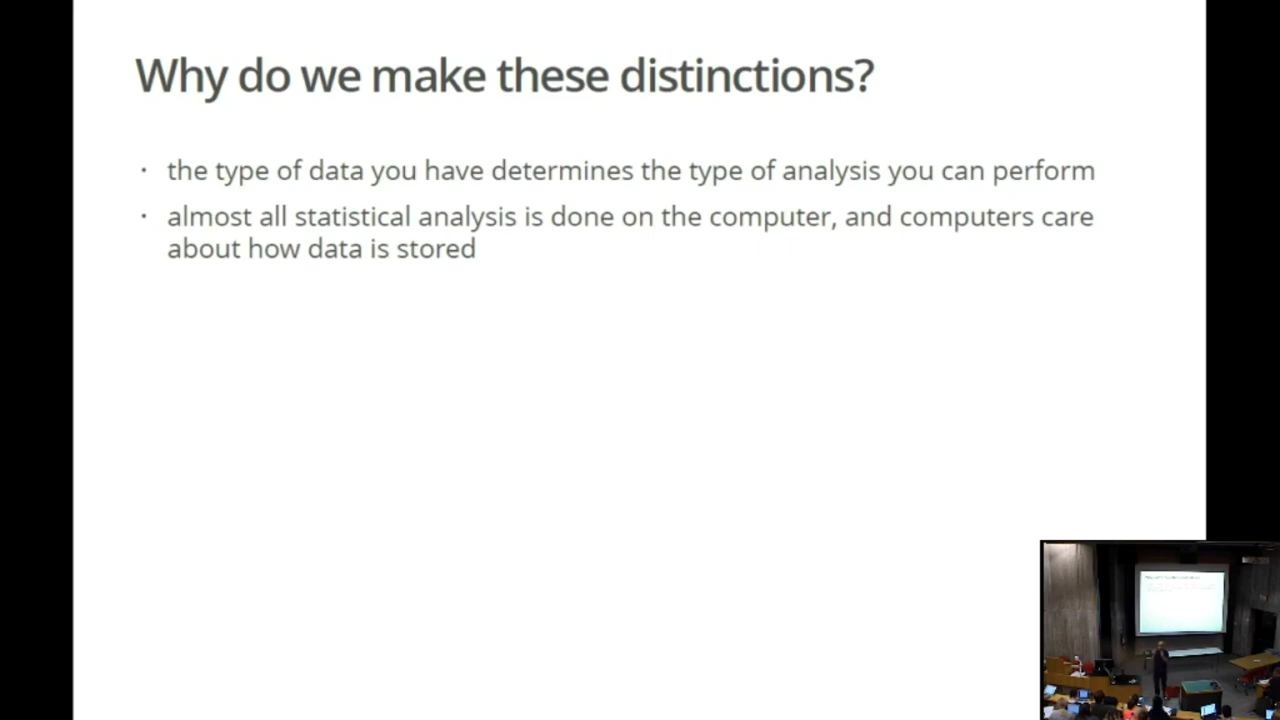 Why do we make these distinctions?
· the type of data you have determines the type of analysis you can perform
· almost all statistical analysis is done on the computer, and computers care
about how data is stored